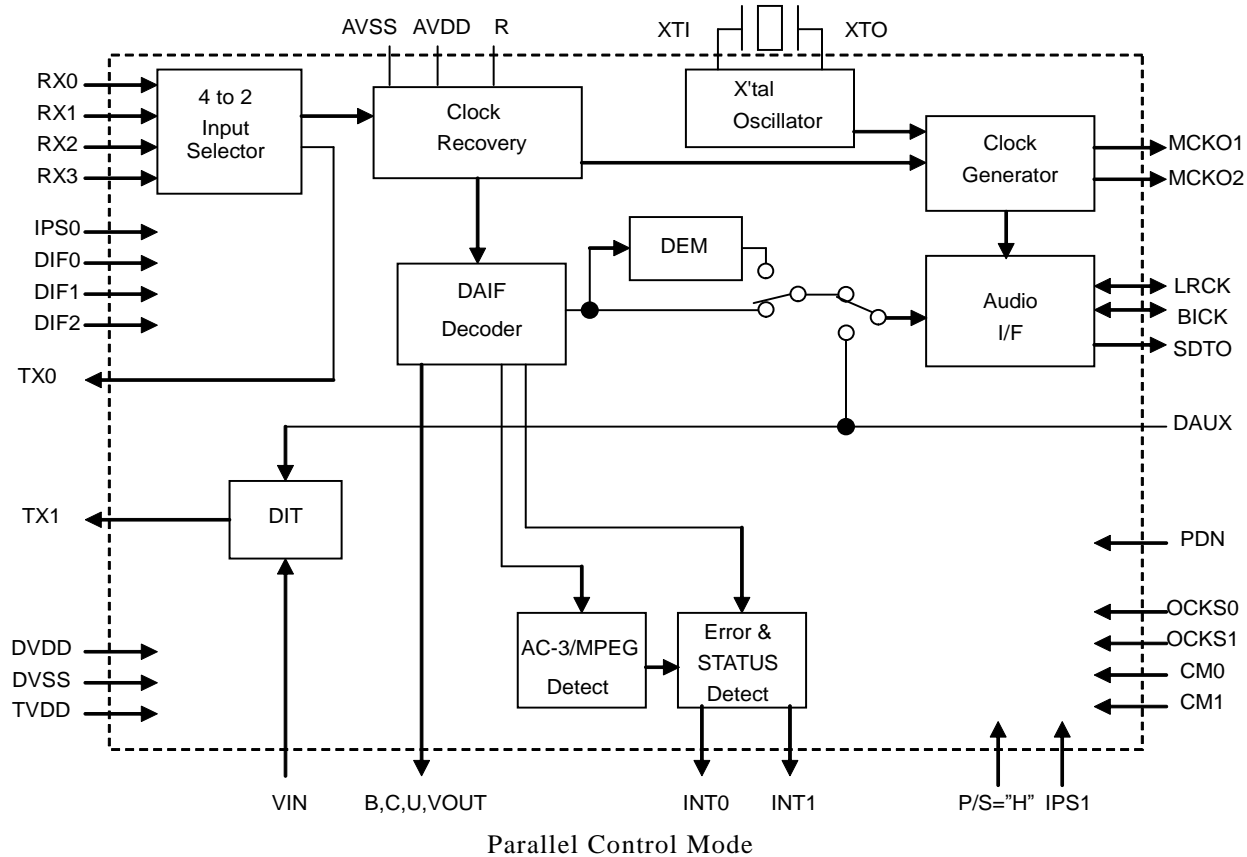 AVSS AVDD R XTI XTO
RX0
RX1
RX2
RX3
4 to 2
Input
Selector
Clock
Recovery
X'tal
Oscillator
Clock
Generator
MCKO1
MCKO2
IPS0
DIF0
DIF1
DIF2
DEM
DAIF
Decoder
Audio
I/F
LRCK
BICK
SDTO
TX0
DAUX
TX1
DIT
PDN
OCKS0
OCKS1
CM0
CM1
AC-3/MPEG
Detect
Error &
STATUS
Detect
DVDD
DVSS
TVDD
VIN B,C,U,VOUT INT0 INT1 P/S=”H” IPS1
Parallel Control Mode